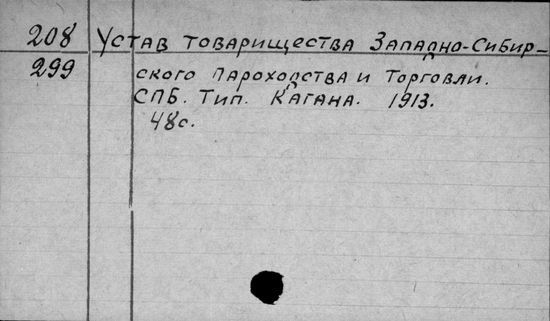 208 Устав товарищества Западно-Сибир-
299 ского Пароходства и Торговли.
СПБ. Тип. Кагана. 1913.
48с.